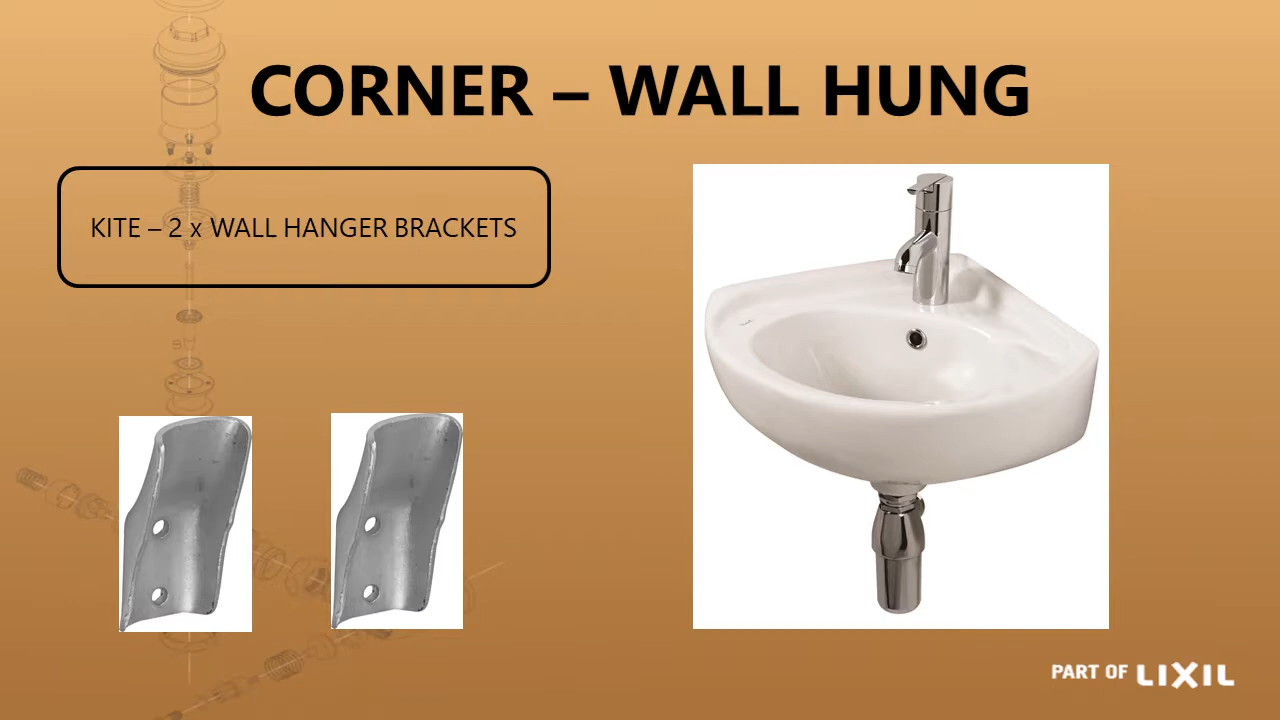 CORNER – WALL HUNG
KITE – 2 x WALL HANGER BRACKETS
PART OF LIXIL